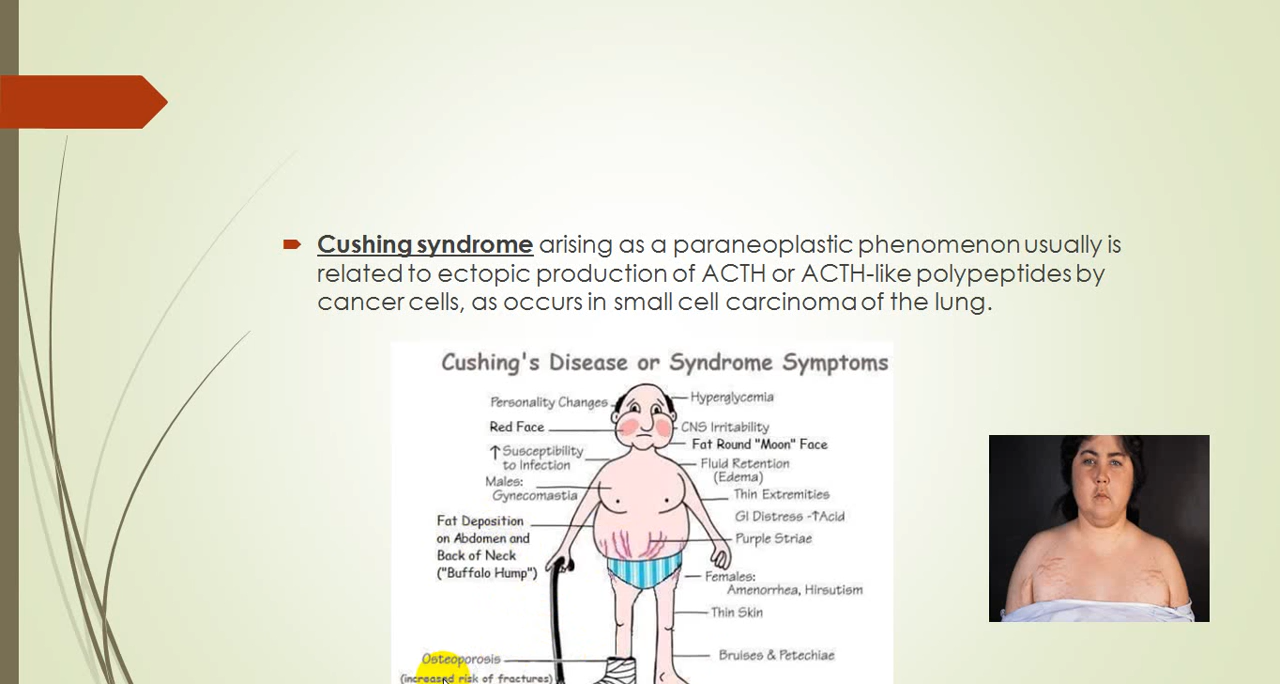 Cushing syndrome arising as a paraneoplastic phenomenon usually is
related to ectopic production of ACTH or ACTH-like polypeptides by
cancer cells, as occurs in small cell carcinoma of the lung.
Cushing's Disease or Syndrome Symptoms
Personality Changes
Hyperglycemia
Red Face
CNS Irritability
Fat Round "Moon" Face
↑Susceptibility
to Infection
Fluid Retention
(Edema)
Males:
Gynecomastia
Thin Extremities
GI Distress -↑Acid
Fat Deposition
on Abdomen and
Back of Neck
("Buffalo Hump")
Purple Striae
Females:
Amenorrhea, Hirsutism
Thin Skin
Osteoporosis
(increased risk of fractures)
Bruises & Petechiae